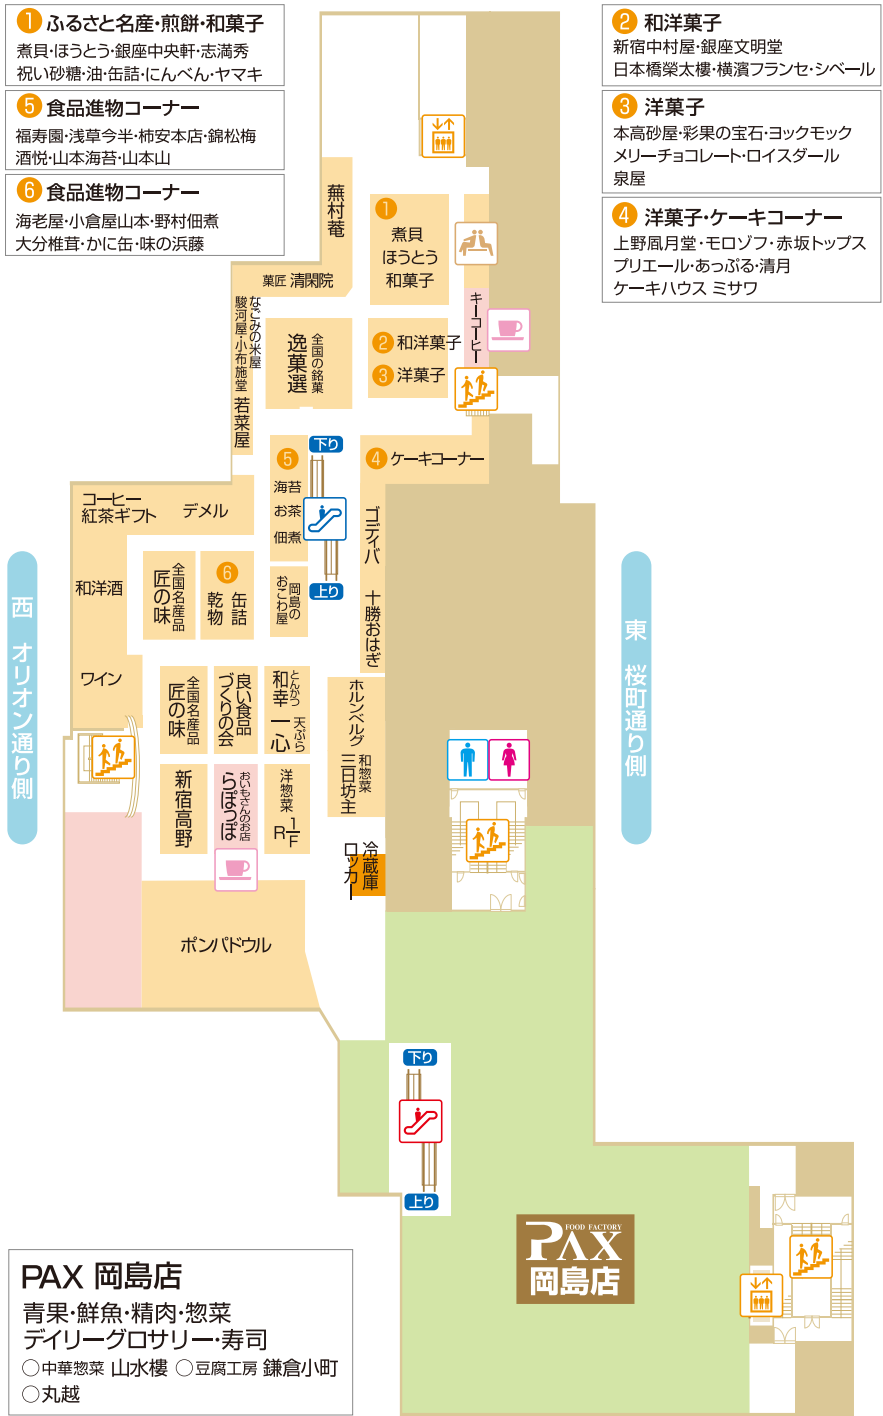 1 ふるさと名産・煎餅・和菓子
煮貝・ほうとう・銀座中央軒・志満秀
祝い砂糖・油・缶詰・にんべん・ヤマキ
5 食品進物コーナー
福寿園・浅草今半・柿安本店・錦松梅
酒悦・山本海苔・山本山
6 食品進物コーナー
海老屋・小倉屋山本・野村佃煮
大分椎茸・かに缶・味の浜藤
2 和洋菓子
新宿中村屋・銀座文明堂
日本橋榮太樓・横濱フランセ・シベール
3 洋菓子
本高砂屋・彩果の宝石・ヨックモック
メリーチョコレート・ロイスダール
泉屋
4 洋菓子・ケーキコーナー
上野凮月堂・モロゾフ・赤坂トップス
プリエール・あっぷる・清月
ケーキハウス ミサワ
蕪村菴
1
煮貝
ほうとう
和菓子
菓匠 清閑院
キーコーヒー
なごみの米屋
駿河屋・小布施堂
若菜屋
全国の銘菓
逸菓選
2 和洋菓子
3 洋菓子
下り
5
海苔
お茶
佃煮
4 ケーキコーナー
コーヒー
紅茶ギフト
デメル
ゴディバ
和洋酒
全国名産品
匠の味
6
缶詰
乾物
岡島の
おこわ屋
上り
十勝おはぎ
西 オリオン通り側
東 桜町通り側
ワイン
全国名産品
匠の味
良い食品
づくりの会
とんかつ
和幸
天ぷら
一心
ホルンベルグ
和惣菜
三日坊主
新宿高野
おいもさんのお店
らぽっぽ
洋惣菜
R1/F
冷蔵庫
ロッカー
ポンパドウル
下り
上り
FOOD FACTORY
PAX
岡島店
PAX 岡島店
青果・鮮魚・精肉・惣菜
デイリーグロサリー・寿司
○中華惣菜 山水樓 ○豆腐工房 鎌倉小町
○丸越